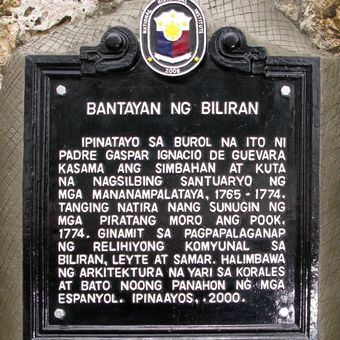 2008
BANTAYAN NG BILIRAN
IPINATAYO SA BUROL NA ITO NI
PADRE GASPAR IGNACIO DE GUEVARA
KASAMA ANG SIMBAHAN AT KUTA
NA NAGSILBING SANTUARYO NG
MGA MANANAMPALATAYA, 1765 - 1774.
TANGING NATIRA NANG SUNUGIN NG
MGA PIRATANG MORO ANG POOK,
1774. GINAMIT SA PAGPAPALAGANAP
NG RELIHIYONG KOMYUNAL SA
BILIRAN, LEYTE AT SAMAR. HALIMBAWA
NG ARKITEKTURA NA YARI SA KORALES
AT BATO NOONG PANAHON NG MGA
ESPANYOL. IPINAAYOS, 2000.